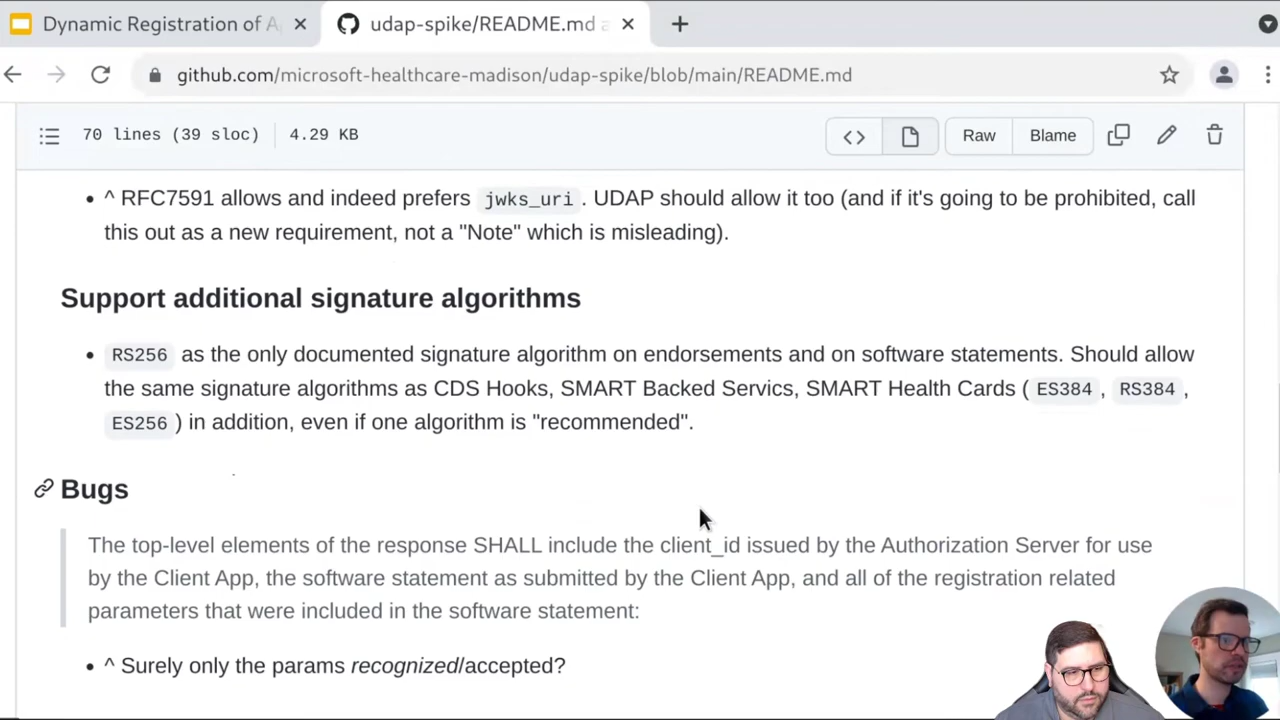 Dynamic Registration of A
udap-spike/README.md a
github.com/microsoft-healthcare-madison/udap-spike/blob/main/README.md
70 lines (39 sloc) 4.29 KB
Raw
Blame
^ RFC7591 allows and indeed prefers jwks_uri. UDAP should allow it too (and if it's going to be prohibited, call
this out as a new requirement, not a "Note" which is misleading).
Support additional signature algorithms
RS256 as the only documented signature algorithm on endorsements and on software statements. Should allow
the same signature algorithms as CDS Hooks, SMART Backed Servics, SMART Health Cards (ES384, RS384,
ES256) in addition, even if one algorithm is "recommended".
Bugs
The top-level elements of the response SHALL include the client_id issued by the Authorization Server for use
by the Client App, the software statement as submitted by the Client App, and all of the registration related
parameters that were included in the software statement:
^ Surely only the params recognized/accepted?